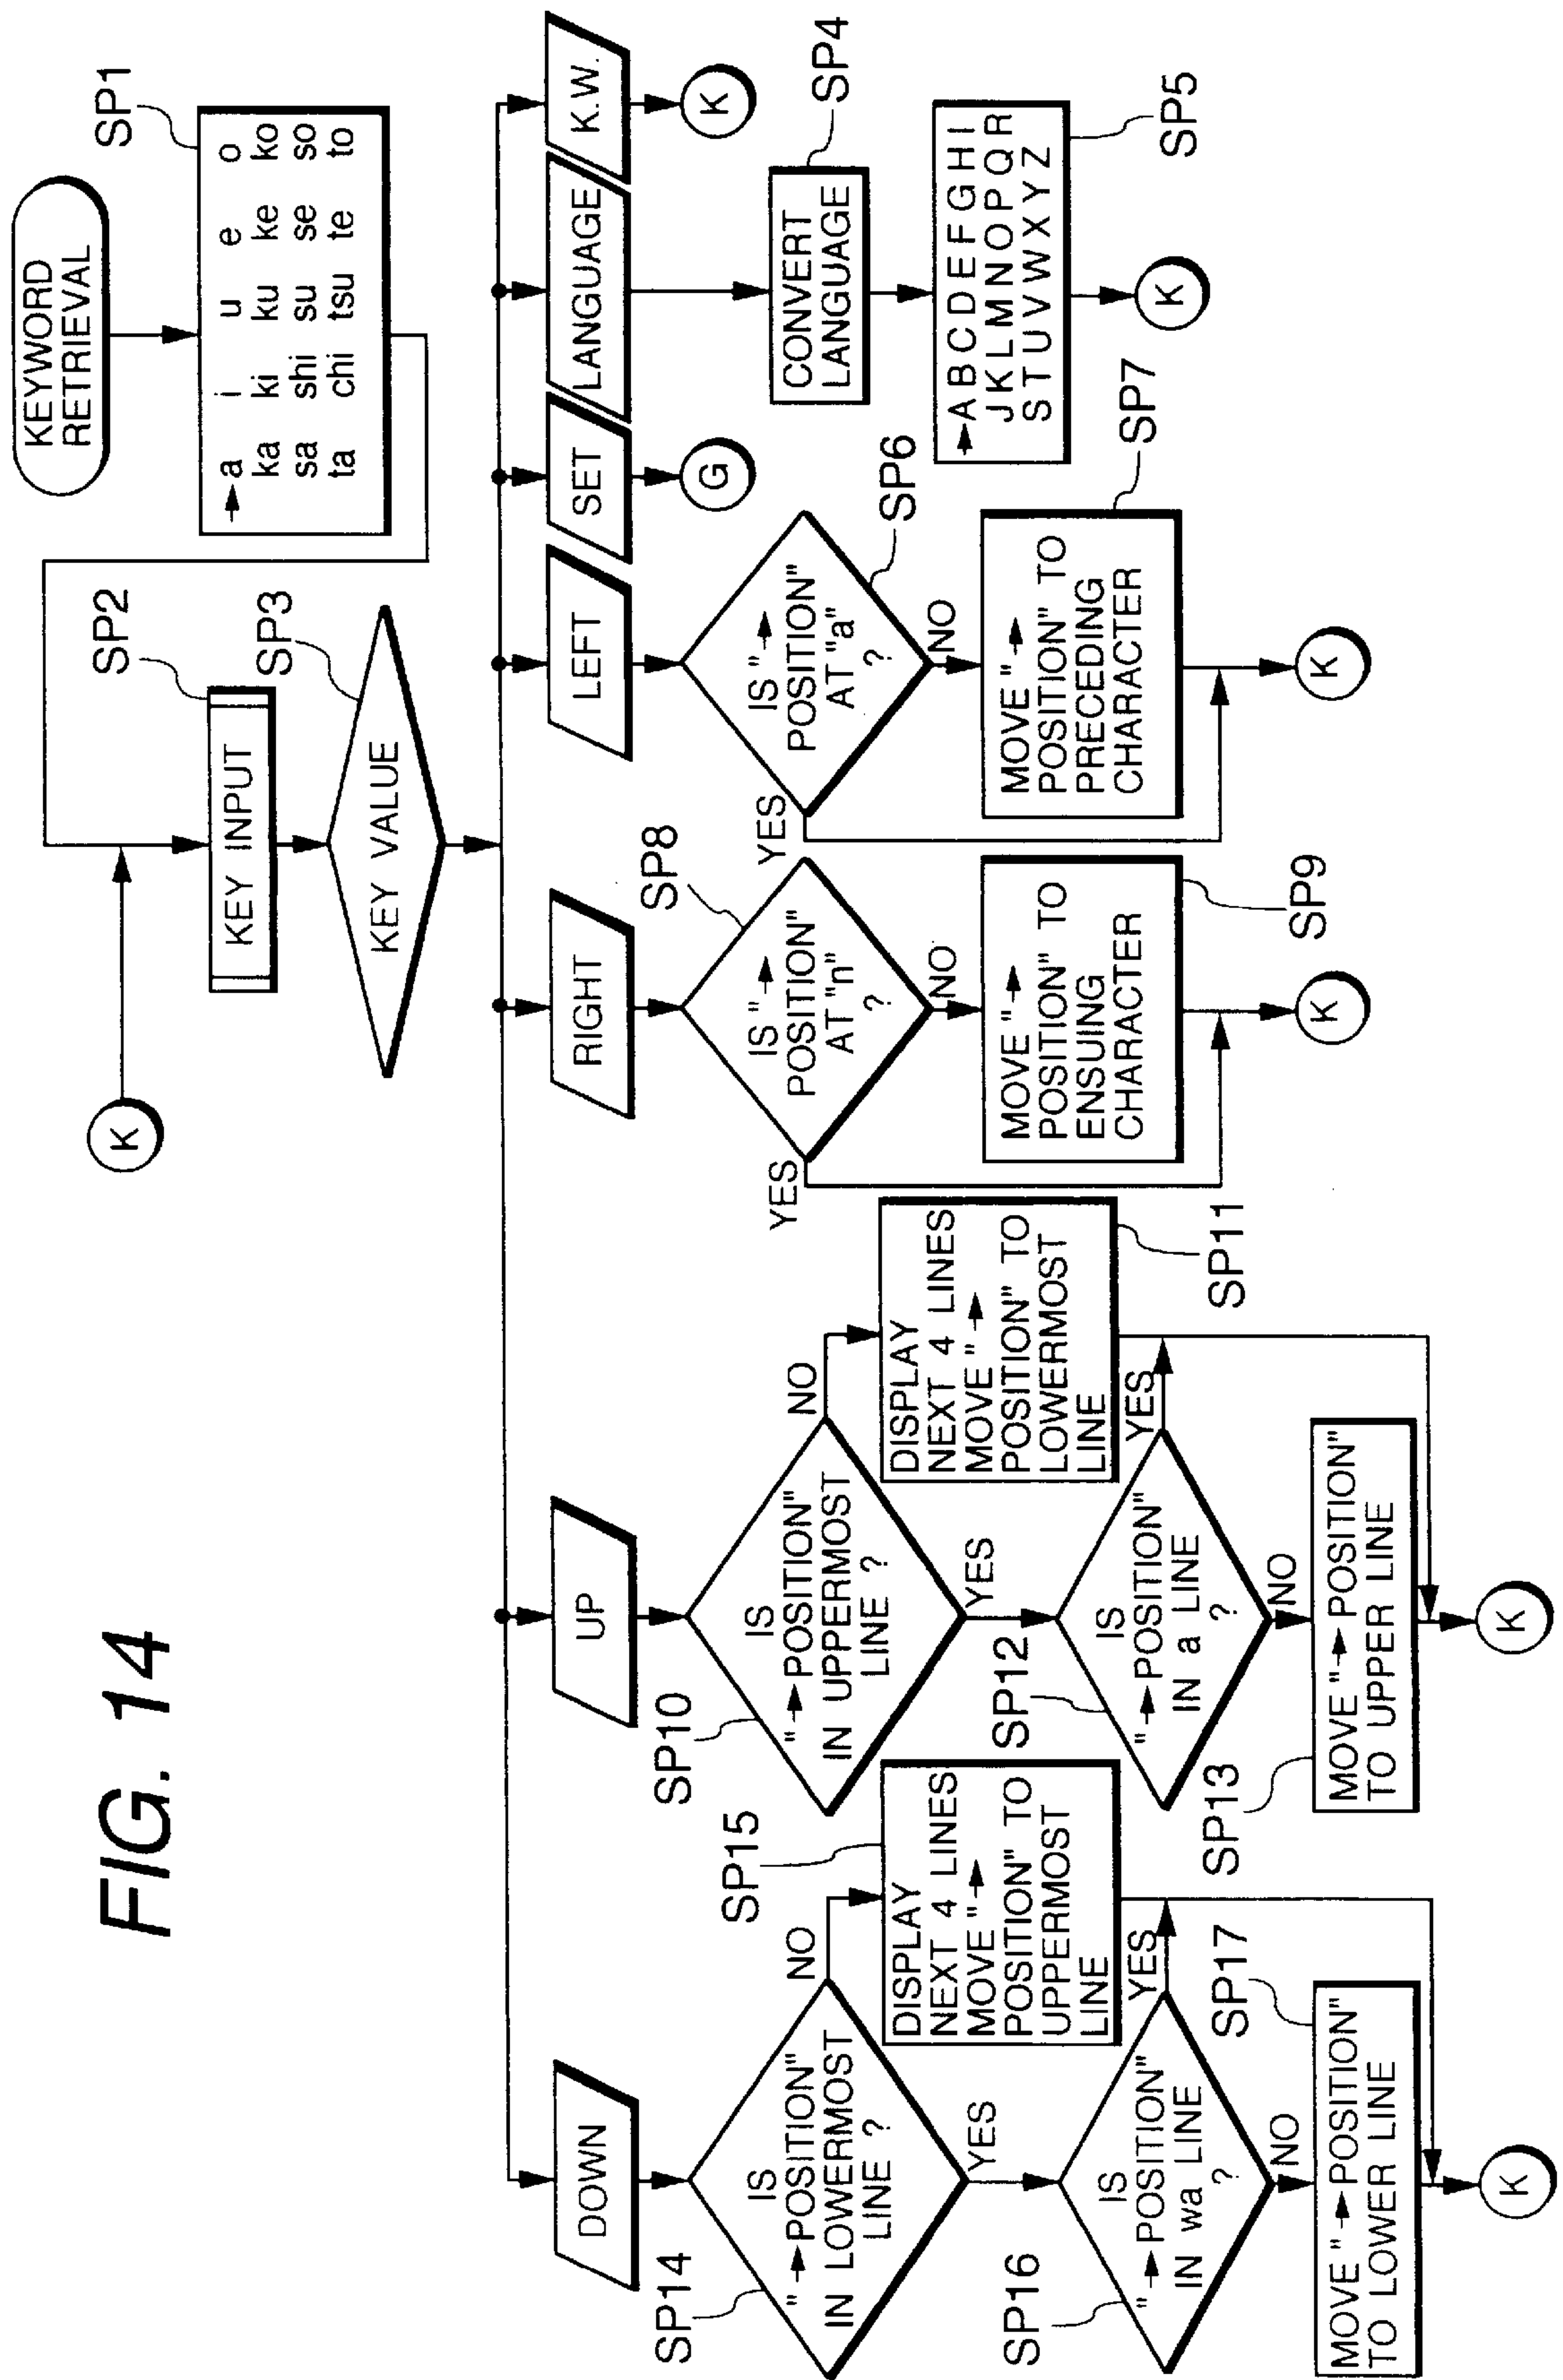 FIG. 14
KEYWORD
RETRIEVAL
SP1
→a i u e o
ka ki ku ke ko
sa shi su se so
ta chi tsu te to
K
SP2
KEY INPUT
SP3
KEY VALUE
DOWN
UP
RIGHT
LEFT
SET
LANGUAGE
K.W.
SP14
IS
"→POSITION"
IN LOWERMOST
LINE ?
NO
YES
SP15
DISPLAY
NEXT 4 LINES
MOVE "→
POSITION" TO
UPPERMOST
LINE
SP16
IS
"→POSITION"
IN wa LINE
?
YES
NO
SP17
MOVE "→POSITION"
TO LOWER LINE
K
SP10
IS
"→POSITION"
IN UPPERMOST
LINE ?
NO
YES
SP11
DISPLAY
NEXT 4 LINES
MOVE "→
POSITION" TO
LOWERMOST
LINE
SP12
IS
"→POSITION"
IN a LINE
?
YES
NO
SP13
MOVE "→POSITION"
TO UPPER LINE
K
SP8
IS "→
POSITION"
AT "n"
?
YES
NO
SP9
MOVE "→
POSITION" TO
ENSUING
CHARACTER
K
SP6
IS "→
POSITION"
AT "a"
?
YES
NO
SP7
MOVE "→
POSITION" TO
PRECEDING
CHARACTER
K
G
SP4
CONVERT
LANGUAGE
SP5
→A B C D E F G H I
J K L M N O P Q R
S T U V W X Y Z
K
K